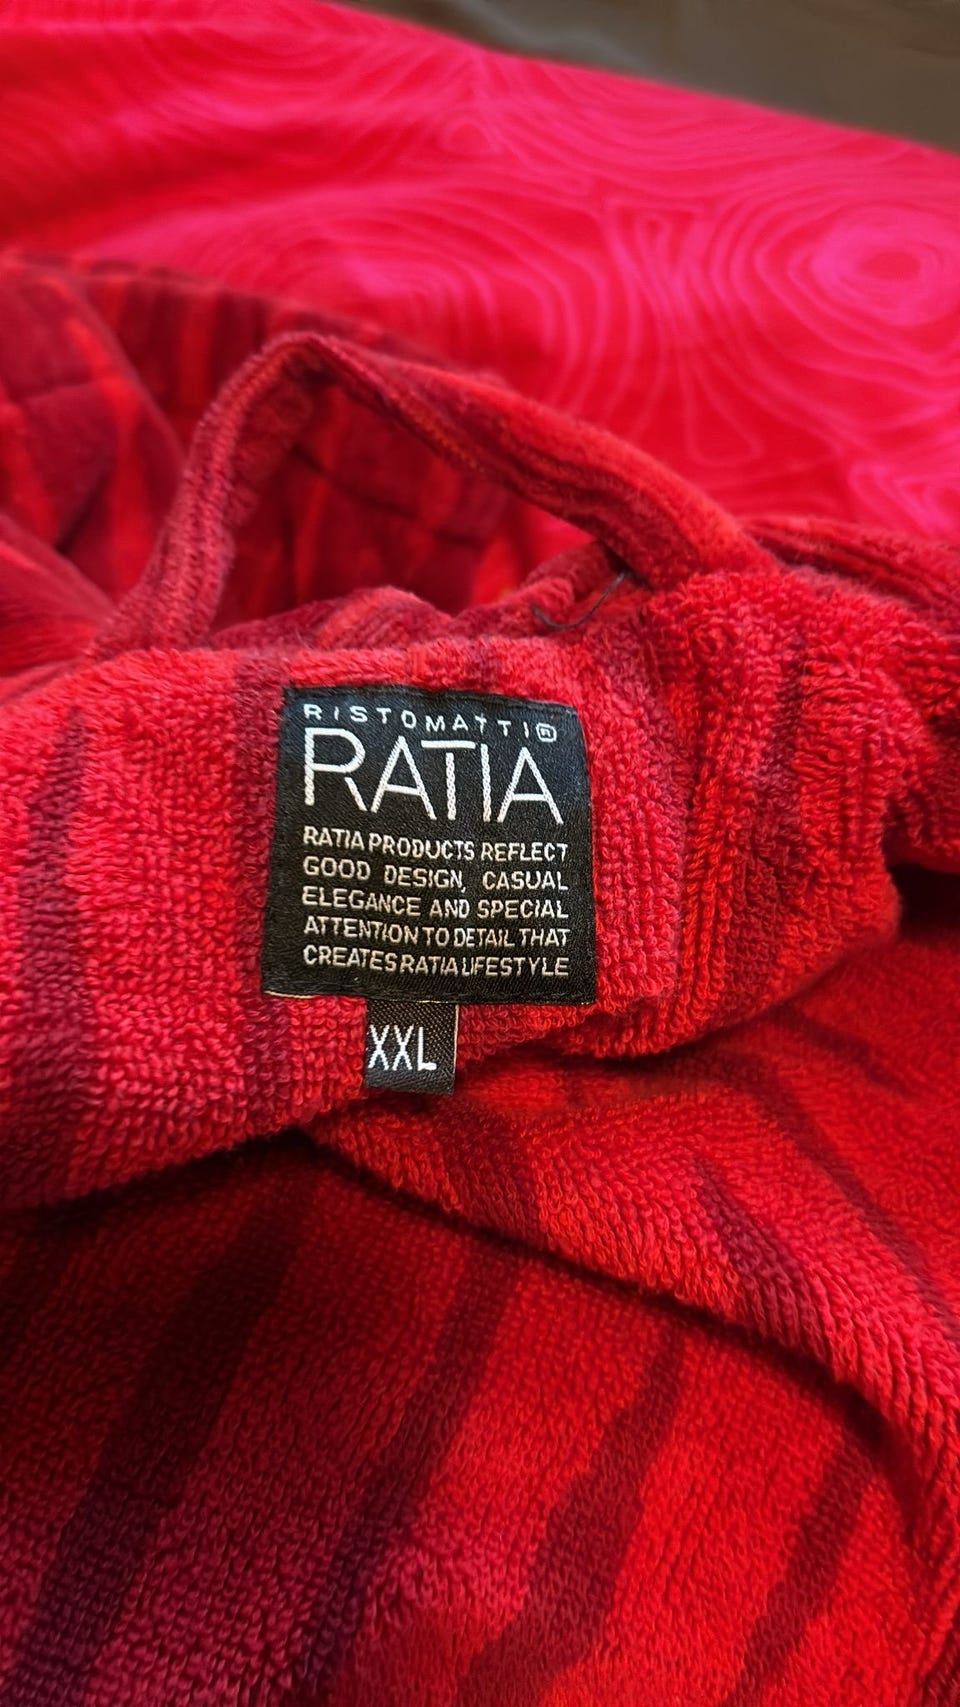 RISTOMATTI
RATIA
RATIA PRODUCTS REFLECT
GOOD DESIGN, CASUAL
ELEGANCE AND SPECIAL
ATTENTION TO DETAIL THAT
CREATES RATIA LIFESTYLE
XXL